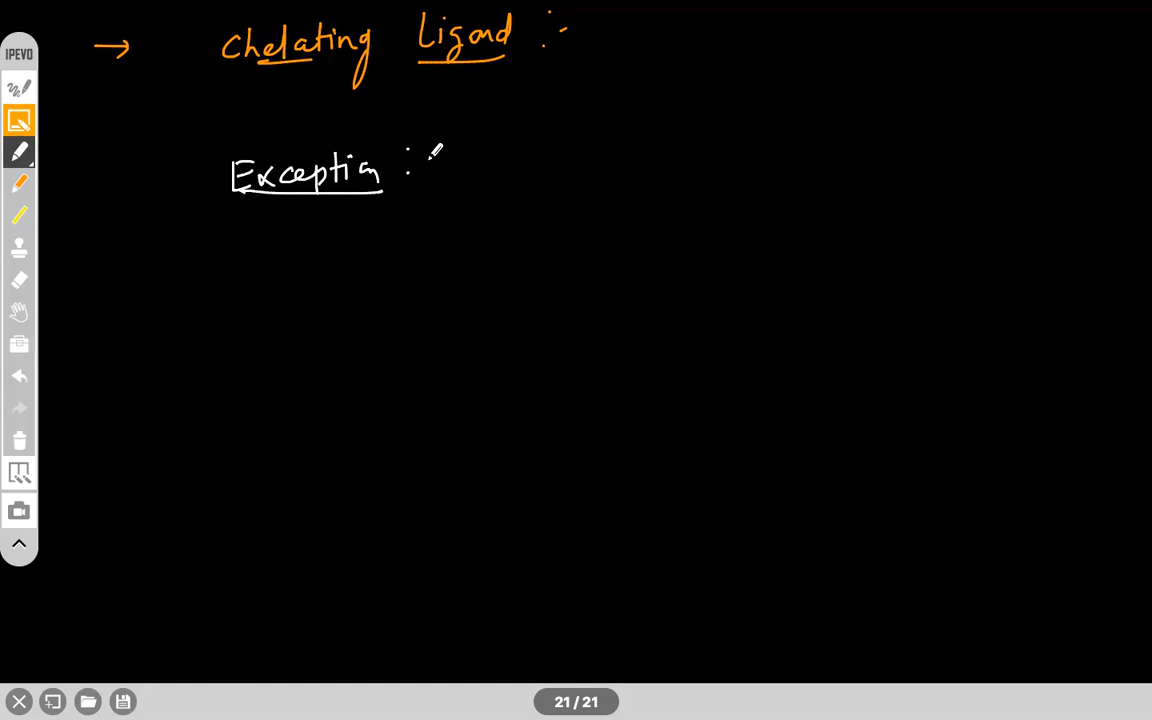 IPEVO
→ Chelating Ligand :-
Exception :
21 / 21